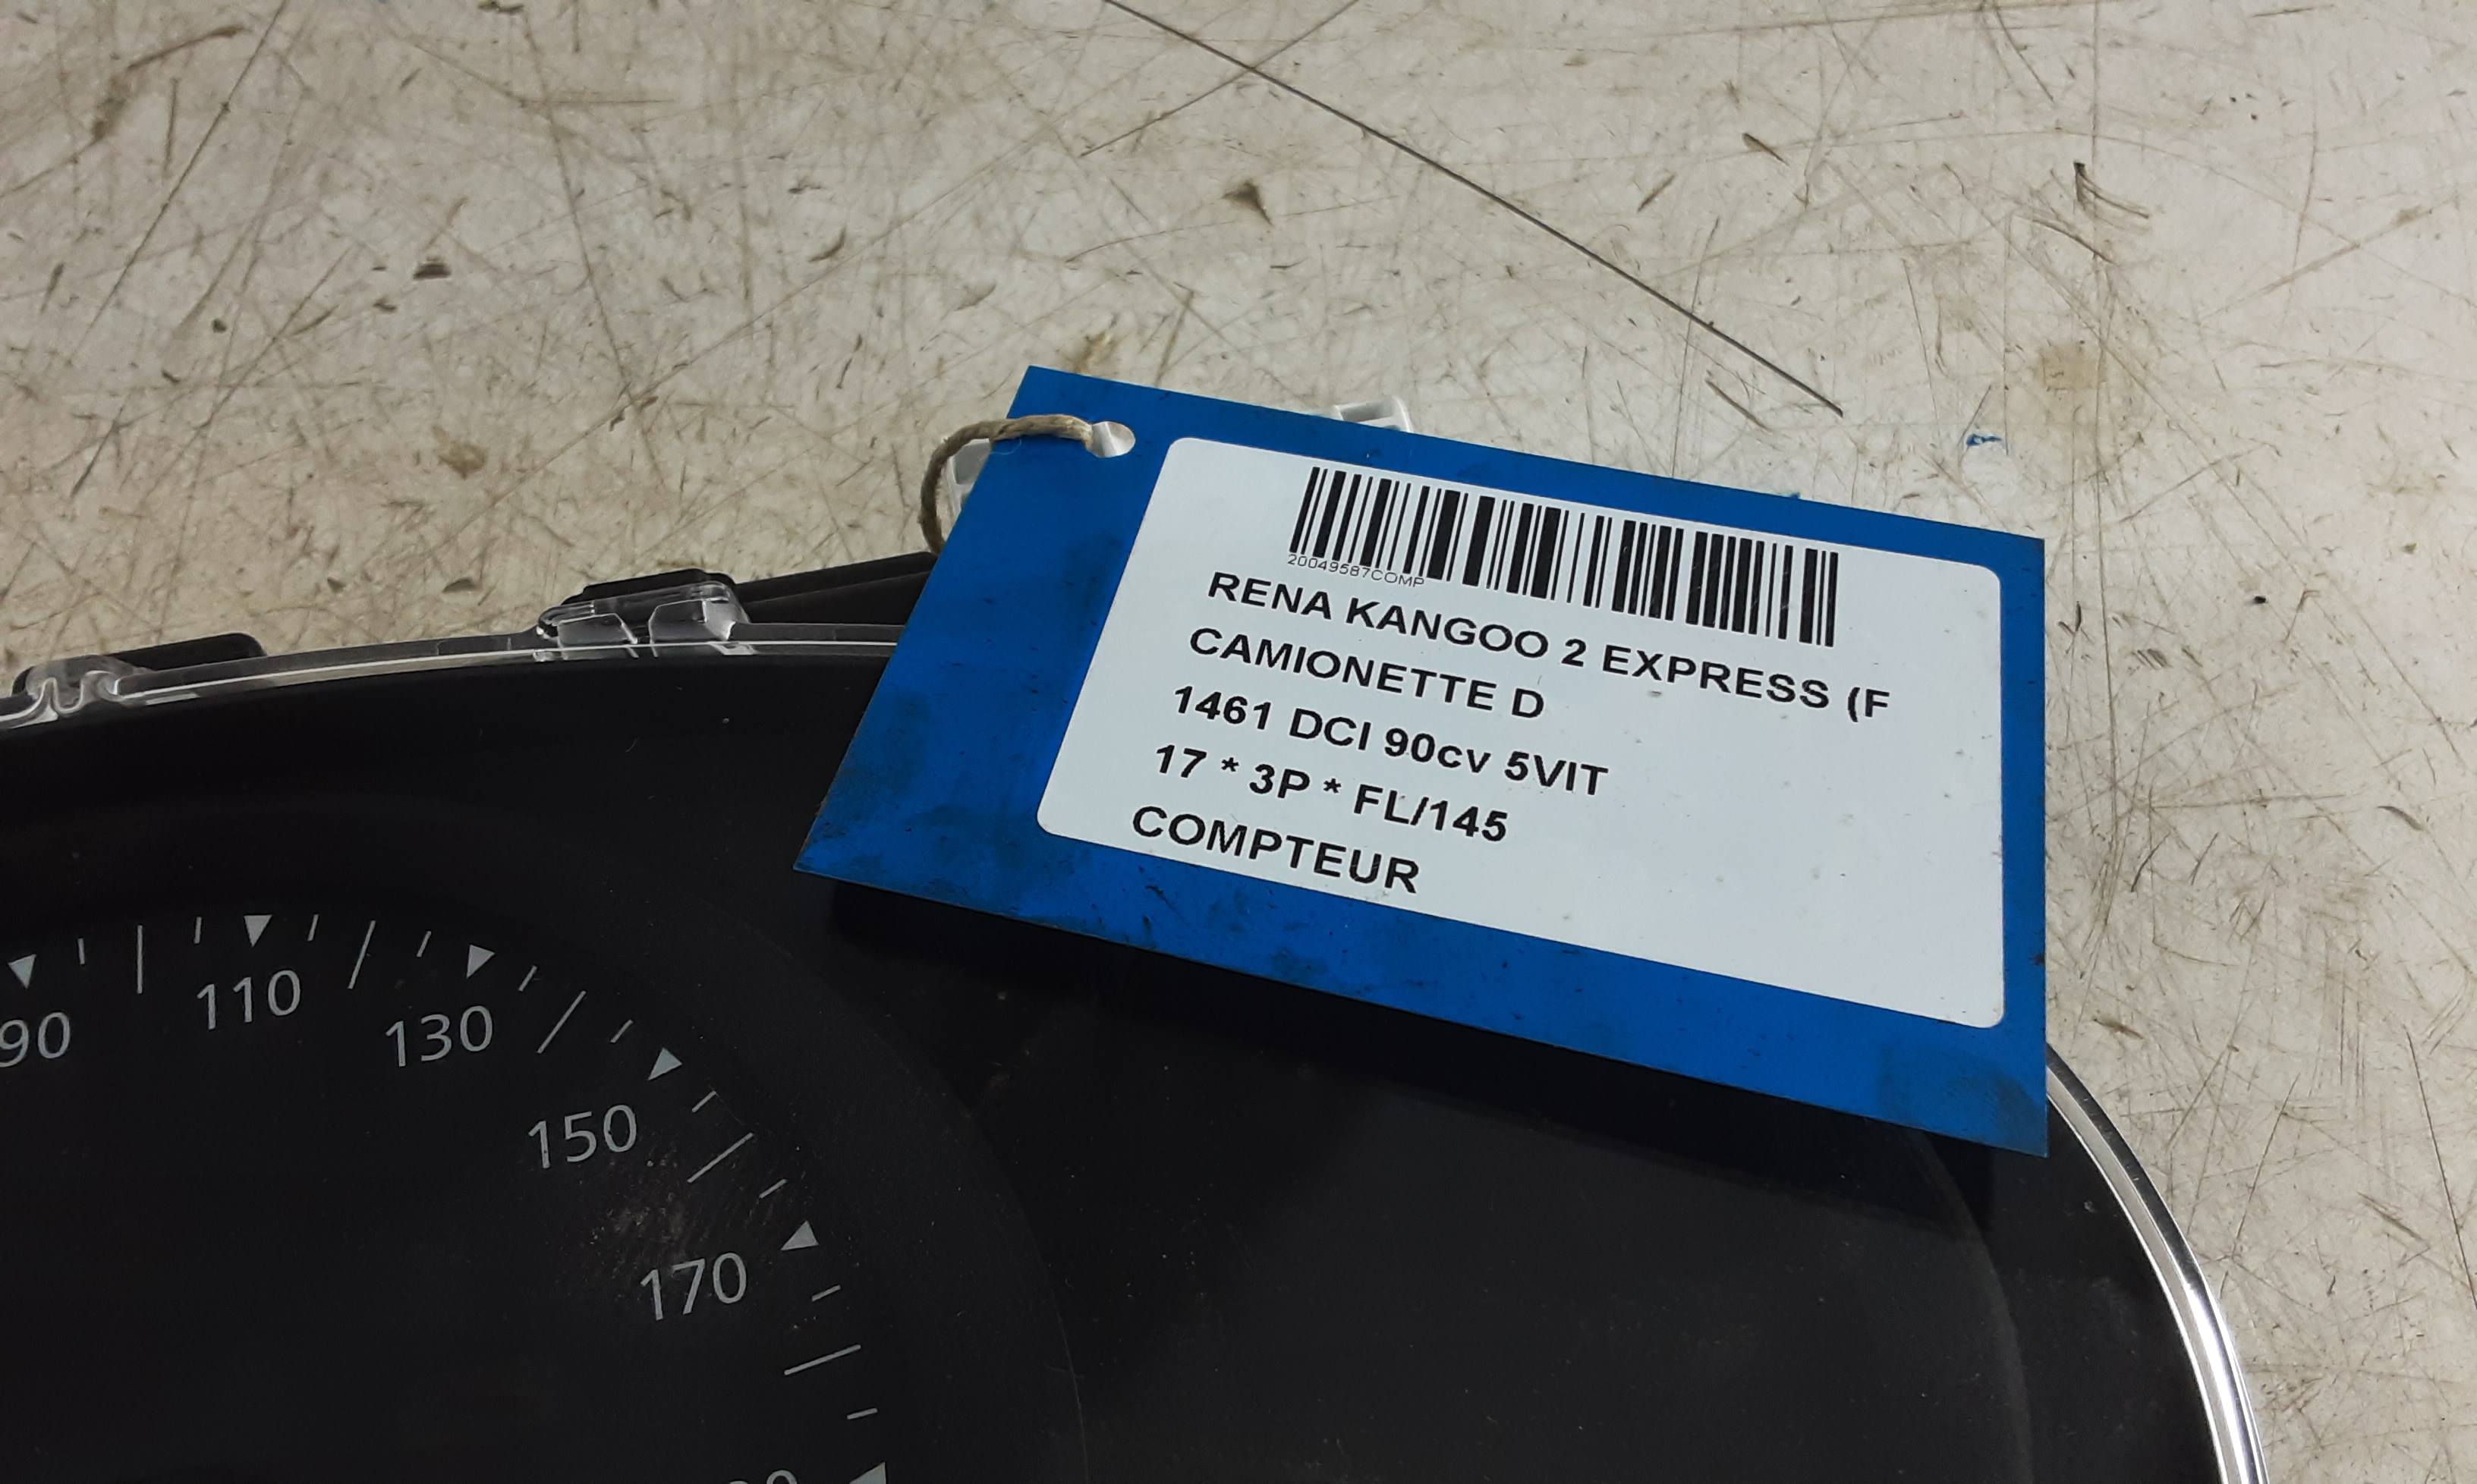 20049587COMP
RENA KANGOO 2 EXPRESS (F
CAMIONETTE D
1461 DCI 90cv 5VIT
17 * 3P * FL/145
COMPTEUR
90
110
130
150
170